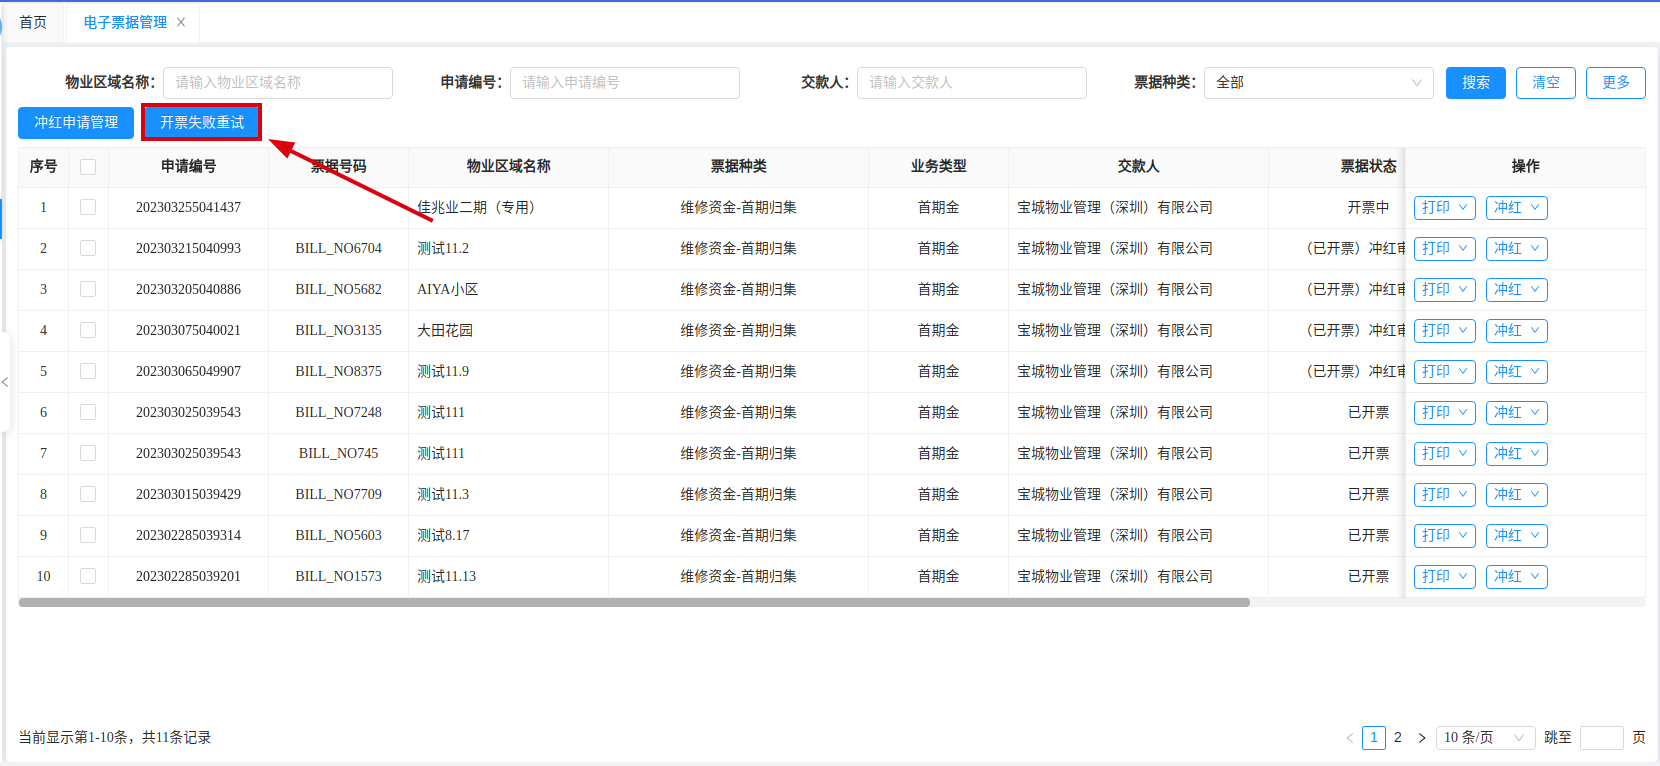 首页 电子票据管理
物业区域名称: 请输入物业区域名称 申请编号: 请输入申请编号 交款人: 请输入交款人 票据种类: 全部 搜索 清空 更多
冲红申请管理 开票失败重试
序号 申请编号 票据号码 物业区域名称 票据种类 业务类型 交款人 票据状态 操作
1 202303255041437 佳兆业二期（专用） 维修资金-首期归集 首期金 宝城物业管理（深圳）有限公司 开票中 打印 冲红
2 202303215040993 BILL_NO6704 测试11.2 维修资金-首期归集 首期金 宝城物业管理（深圳）有限公司 （已开票）冲红审 打印 冲红
3 202303205040886 BILL_NO5682 AIYA小区 维修资金-首期归集 首期金 宝城物业管理（深圳）有限公司 （已开票）冲红审 打印 冲红
4 202303075040021 BILL_NO3135 大田花园 维修资金-首期归集 首期金 宝城物业管理（深圳）有限公司 （已开票）冲红审 打印 冲红
5 202303065049907 BILL_NO8375 测试11.9 维修资金-首期归集 首期金 宝城物业管理（深圳）有限公司 （已开票）冲红审 打印 冲红
6 202303025039543 BILL_NO7248 测试111 维修资金-首期归集 首期金 宝城物业管理（深圳）有限公司 已开票 打印 冲红
7 202303025039543 BILL_NO745 测试111 维修资金-首期归集 首期金 宝城物业管理（深圳）有限公司 已开票 打印 冲红
8 202303015039429 BILL_NO7709 测试11.3 维修资金-首期归集 首期金 宝城物业管理（深圳）有限公司 已开票 打印 冲红
9 202302285039314 BILL_NO5603 测试8.17 维修资金-首期归集 首期金 宝城物业管理（深圳）有限公司 已开票 打印 冲红
10 202302285039201 BILL_NO1573 测试11.13 维修资金-首期归集 首期金 宝城物业管理（深圳）有限公司 已开票 打印 冲红
当前显示第1-10条，共11条记录 1 2 10 条/页 跳至 页